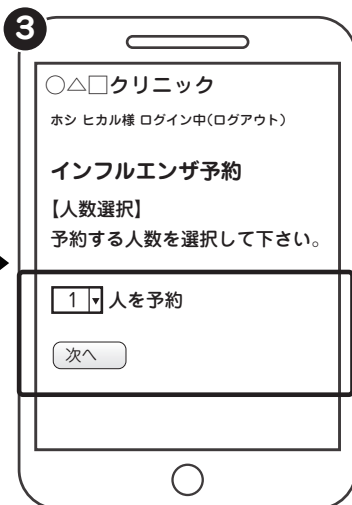 3
○△□クリニック
ホシ ヒカル様 ログイン中(ログアウト)
インフルエンザ予約
【人数選択】
予約する人数を選択して下さい。
1 ▼ 人を予約
次へ